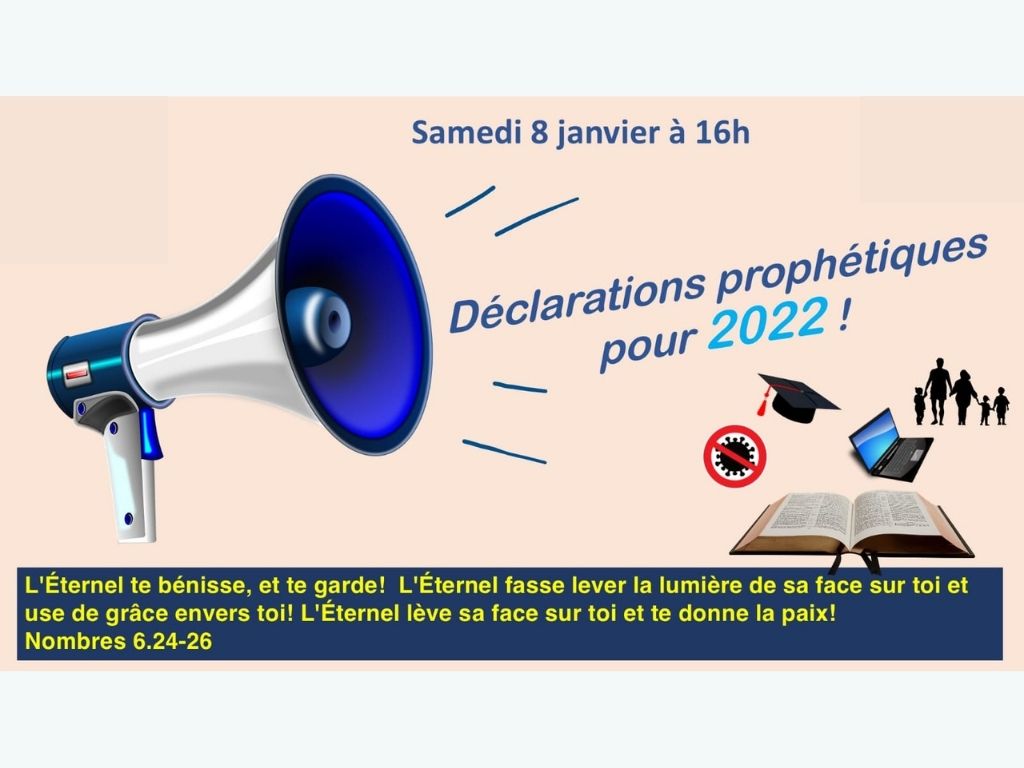 Samedi 8 janvier à 16h
Déclarations prophétiques
pour 2022 !
L'Éternel te bénisse, et te garde!  L'Éternel fasse lever la lumière de sa face sur toi et
use de grâce envers toi! L'Éternel lève sa face sur toi et te donne la paix!
Nombres 6.24-26